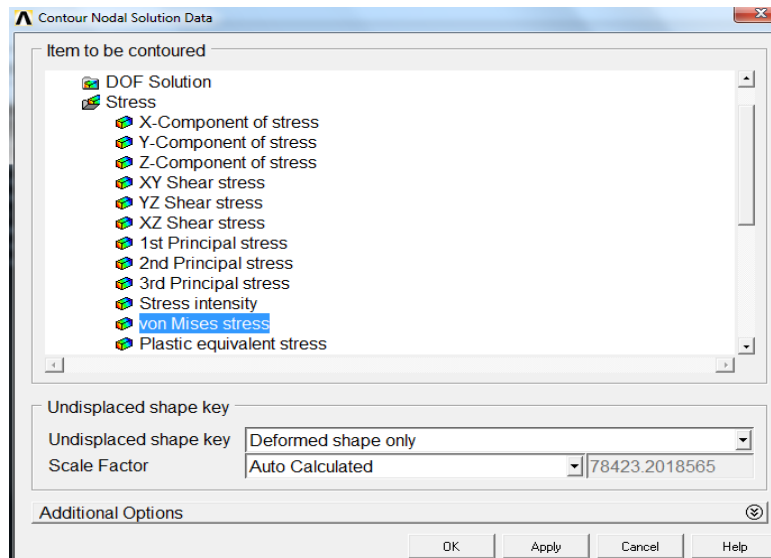 Contour Nodal Solution Data
Item to be contoured
DOF Solution
Stress
X-Component of stress
Y-Component of stress
Z-Component of stress
XY Shear stress
YZ Shear stress
XZ Shear stress
1st Principal stress
2nd Principal stress
3rd Principal stress
Stress intensity
von Mises stress
Plastic equivalent stress
Undisplaced shape key
Undisplaced shape key Deformed shape only
Scale Factor Auto Calculated 78423.2018565
Additional Options
OK Apply Cancel Help